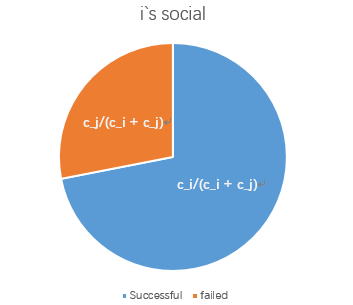 i`s social
c_j/(c_i + c_j)↵
c_i/(c_i + c_j)↵
Successful
failed